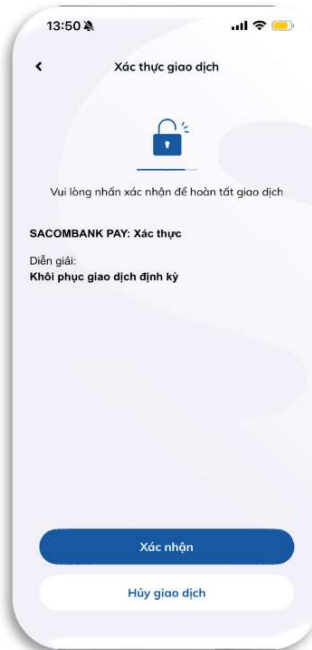 13:50
Xác thực giao dịch
Vui lòng nhấn xác nhận để hoàn tất giao dịch
SACOMBANK PAY: Xác thực
Diễn giải:
Khôi phục giao dịch định kỳ
Xác nhận
Hủy giao dịch